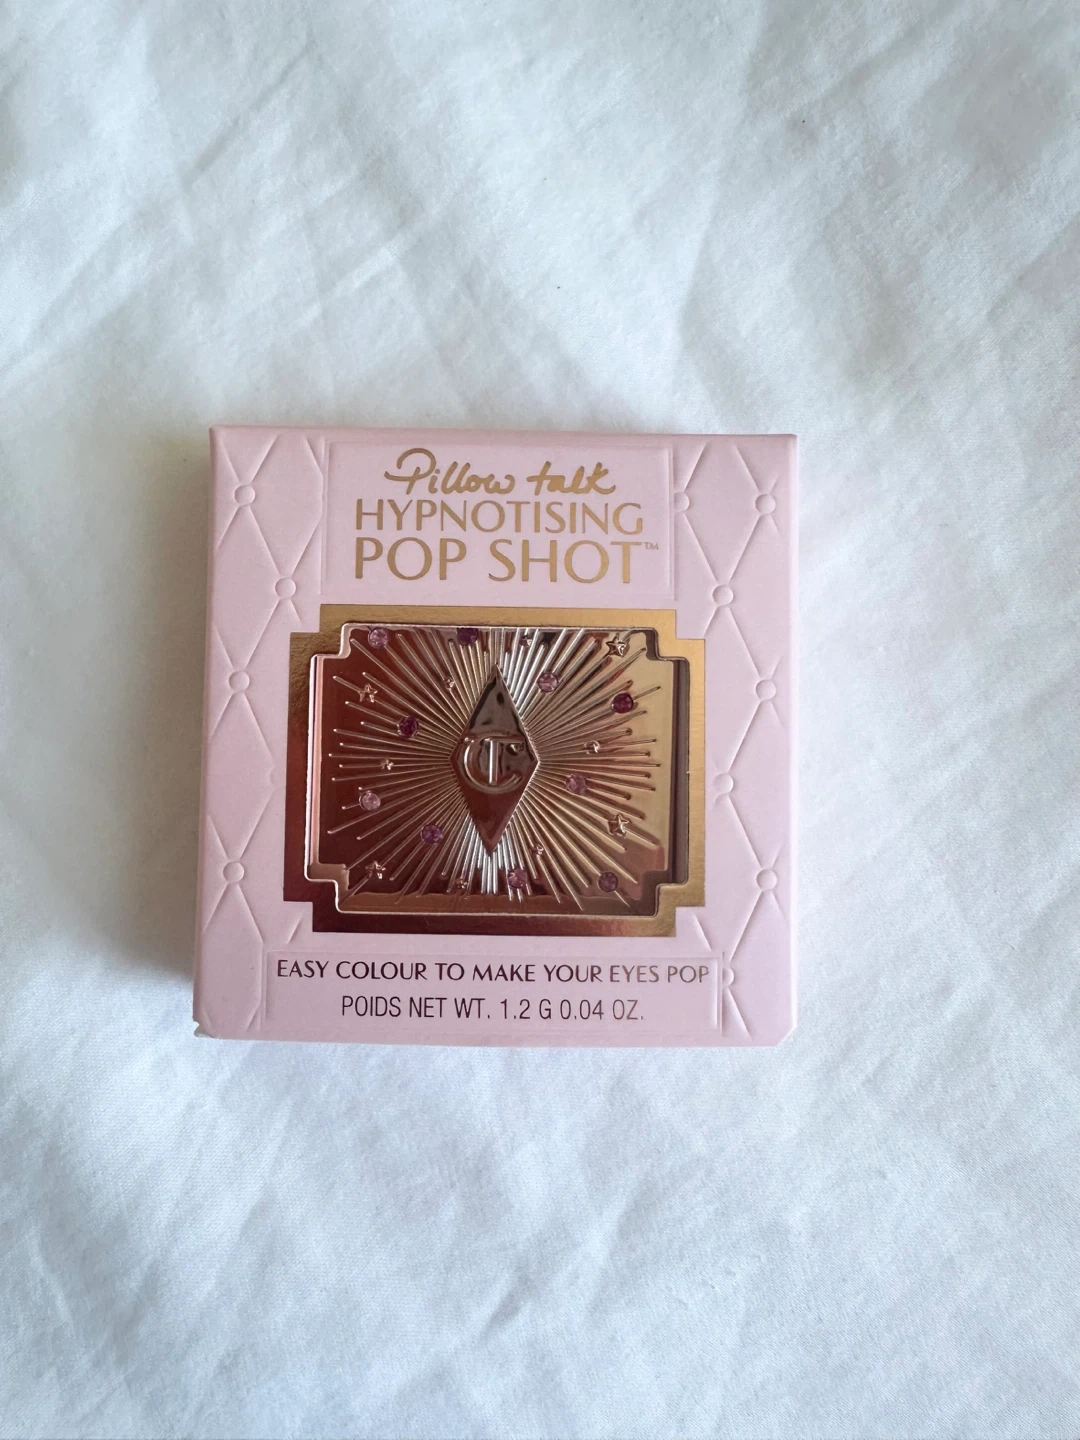 Pillow talk
HYPNOTISING
POP SHOT™
CT
EASY COLOUR TO MAKE YOUR EYES POP
POIDS NET WT. 1.2 G 0.04 OZ.